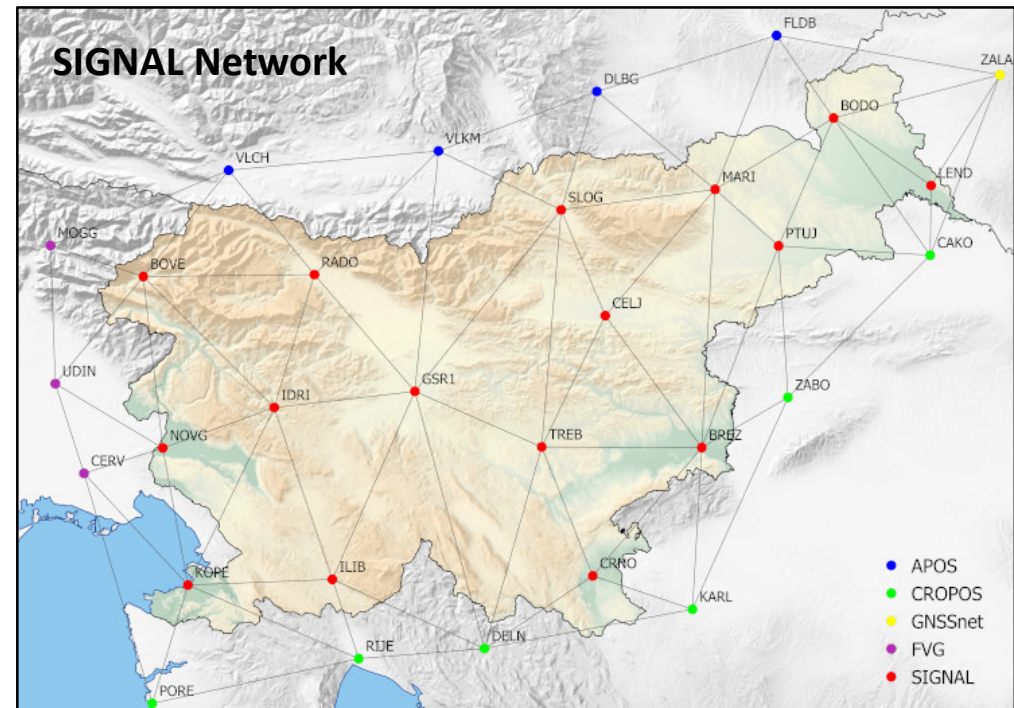 SIGNAL Network
FLDB
ZALA
DLBG
BODO
VLKM
VLCH
LEND
MARI
SLOG
MOGG
PTUJ
CAKO
BOVE
RADO
CELJ
UDIN
GSR1
ZABO
IDRI
NOVG
TREB
BREZ
CERV
KOPE
ILIB
CRNO
KARL
RIJE
DELN
PORE
APOS
CROPOS
GNSSnet
FVG
SIGNAL